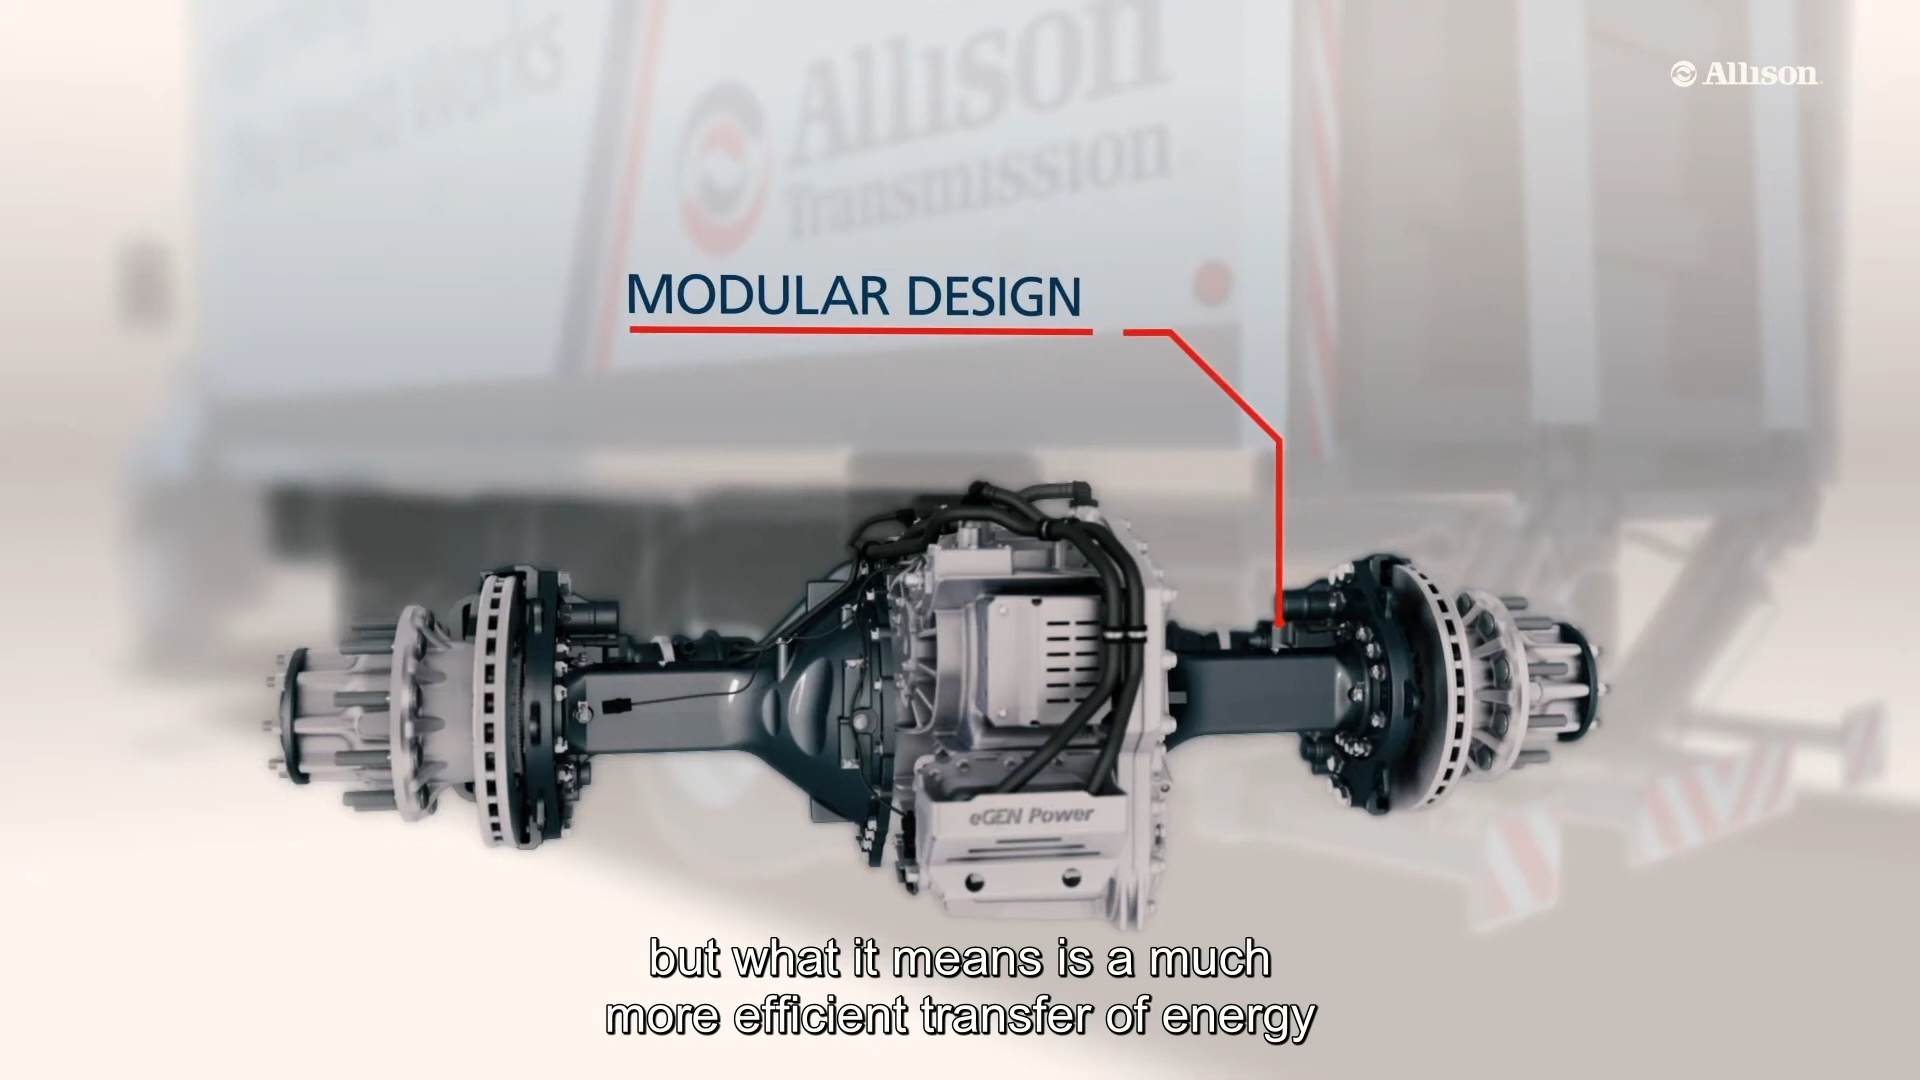 Allison
Allison
Transmission
MODULAR DESIGN
eGEN Power
but what it means is a much
more efficient transfer of energy